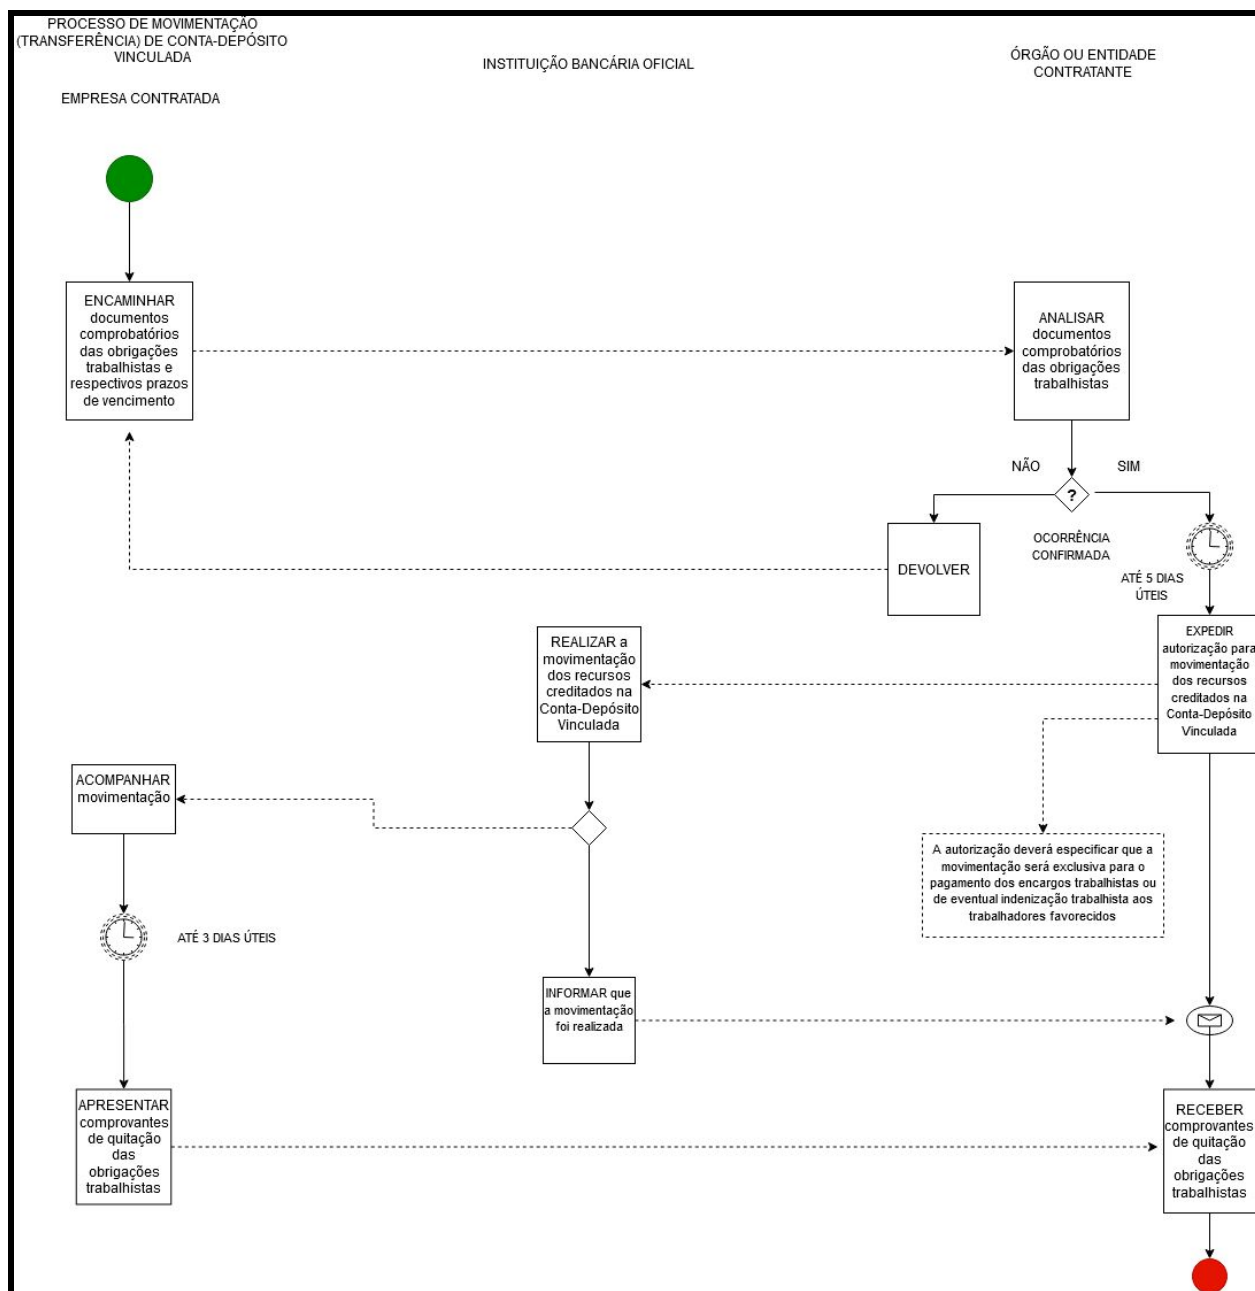 PROCESSO DE MOVIMENTAÇÃO
(TRANSFERÊNCIA) DE CONTA-DEPÓSITO
VINCULADA
EMPRESA CONTRATADA
INSTITUIÇÃO BANCÁRIA OFICIAL
ÓRGÃO OU ENTIDADE
CONTRATANTE
ENCAMINHAR
documentos
comprobatórios
das obrigações
trabalhistas e
respectivos prazos
de vencimento
ANALISAR
documentos
comprobatórios
das obrigações
trabalhistas
NÃO
SIM
?
OCORRÊNCIA
CONFIRMADA
DEVOLVER
ATÉ 5 DIAS
ÚTEIS
EXPEDIR
autorização para
movimentação
dos recursos
creditados na
Conta-Depósito
Vinculada
REALIZAR a
movimentação
dos recursos
creditados na
Conta-Depósito
Vinculada
ACOMPANHAR
movimentação
A autorização deverá especificar que a
movimentação será exclusiva para o
pagamento dos encargos trabalhistas ou
de eventual indenização trabalhista aos
trabalhadores favorecidos
ATÉ 3 DIAS ÚTEIS
INFORMAR que
a movimentação
foi realizada
APRESENTAR
comprovantes
de quitação
das
obrigações
trabalhistas
RECEBER
comprovantes
de quitação
das
obrigações
trabalhistas